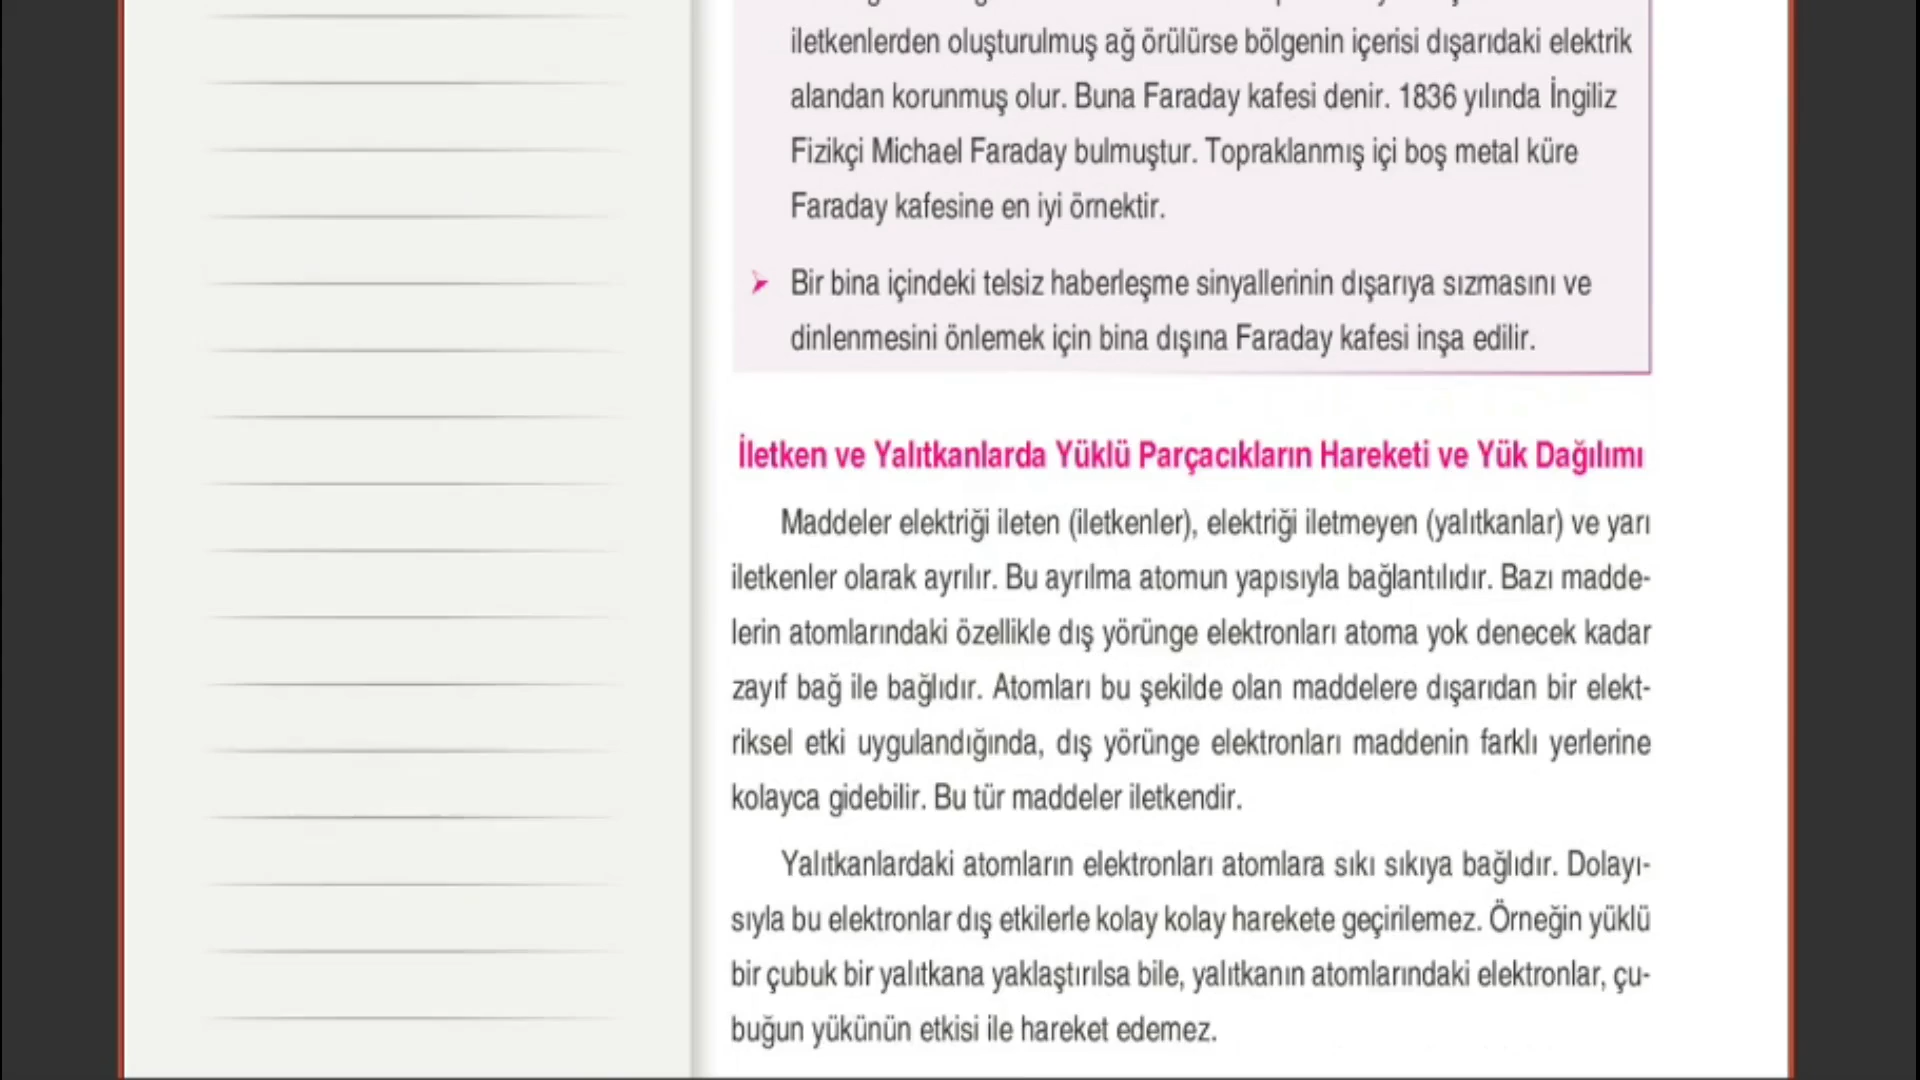 iletkenlerden oluşturulmuş ağ örülürse bölgenin içerisi dışarıdaki elektrik
alandan korunmuş olur. Buna Faraday kafesi denir. 1836 yılında İngiliz
Fizikçi Michael Faraday bulmuştur. Topraklanmış içi boş metal küre
Faraday kafesine en iyi örnektir.
➤ Bir bina içindeki telsiz haberleşme sinyallerinin dışarıya sızmasını ve
dinlenmesini önlemek için bina dışına Faraday kafesi inşa edilir.
İletken ve Yalıtkanlarda Yüklü Parçacıkların Hareketi ve Yük Dağılımı
Maddeler elektriği ileten (iletkenler), elektriği iletmeyen (yalıtkanlar) ve yarı
iletkenler olarak ayrılır. Bu ayrılma atomun yapısıyla bağlantılıdır. Bazı madde-
lerin atomlarındaki özellikle dış yörünge elektronları atoma yok denecek kadar
zayıf bağ ile bağlıdır. Atomları bu şekilde olan maddelere dışarıdan bir elekt-
riksel etki uygulandığında, dış yörünge elektronları maddenin farklı yerlerine
kolayca gidebilir. Bu tür maddeler iletkendir.
Yalıtkanlardaki atomların elektronları atomlara sıkı sıkıya bağlıdır. Dolayı-
sıyla bu elektronlar dış etkilerle kolay kolay harekete geçirilemez. Örneğin yüklü
bir çubuk bir yalıtkana yaklaştırılsa bile, yalıtkanın atomlarındaki elektronlar, çu-
buğun yükünün etkisi ile hareket edemez.